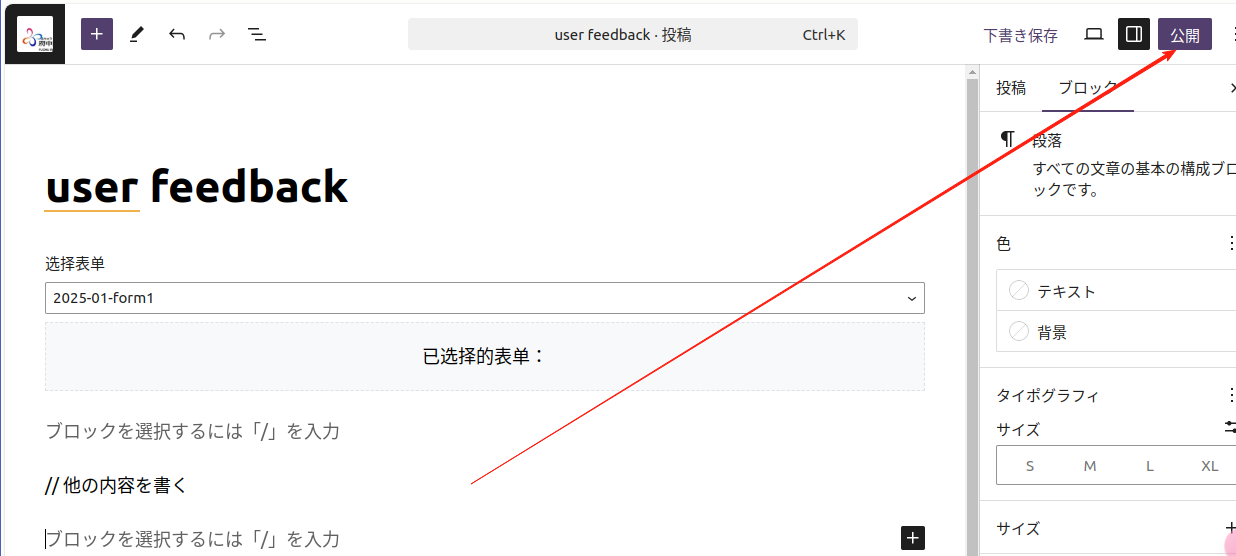 user feedback · 投稿 Ctrl+K
下書き保存
公開
投稿 ブロック
段落
すべての文章の基本の構成ブロ
ックです。
user feedback
选择表单
2025-01-form1
已选择的表单：
ブロックを選択するには「/」を入力
// 他の内容を書く
ブロックを選択するには「/」を入力
色
テキスト
背景
タイポグラフィ
サイズ
S M L XL
サイズ